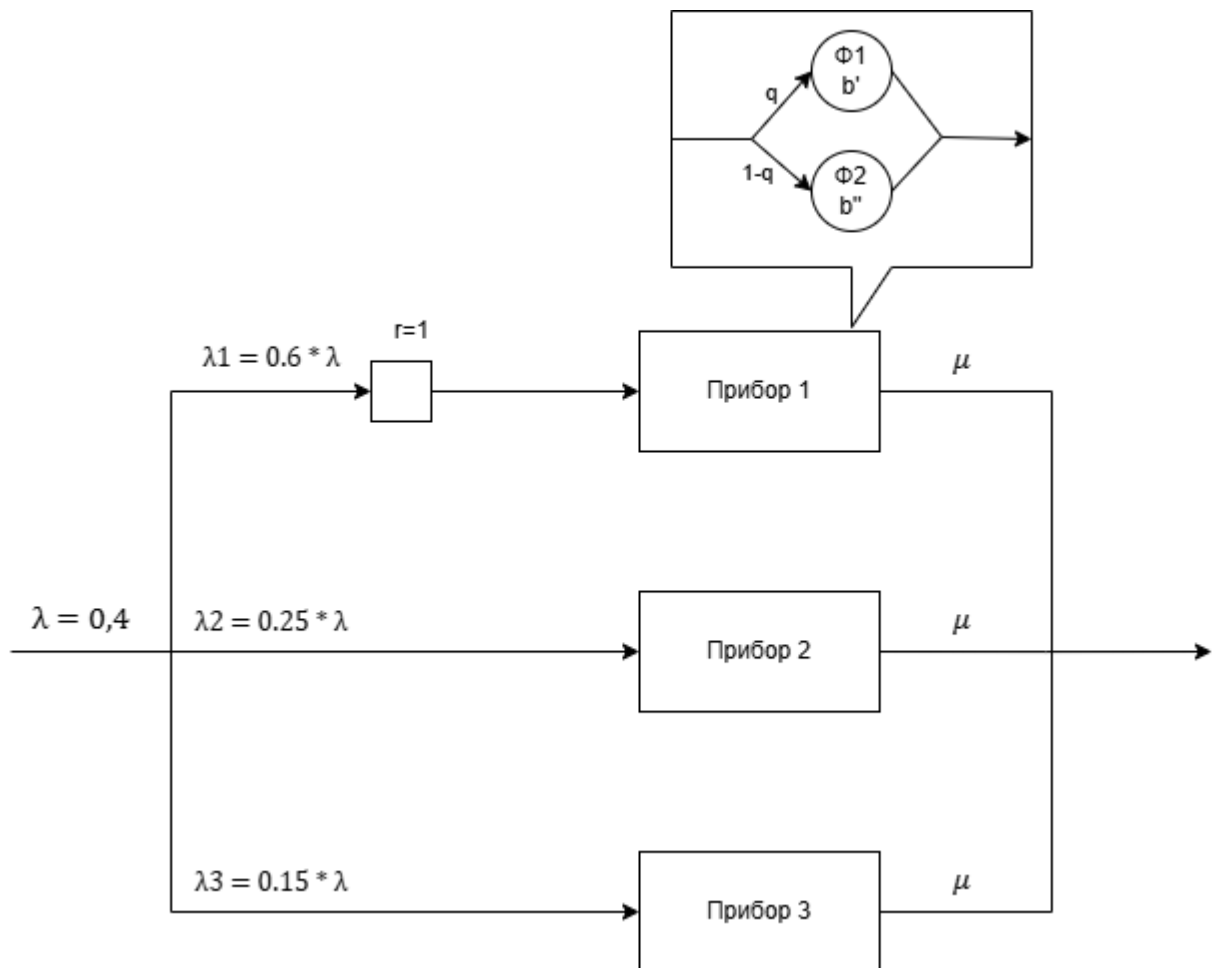 Ф1
b'
q
1-q
Ф2
b"
r=1
λ1 = 0.6 * λ
Прибор 1
μ
λ = 0,4
λ2 = 0.25 * λ
Прибор 2
μ
λ3 = 0.15 * λ
Прибор 3
μ